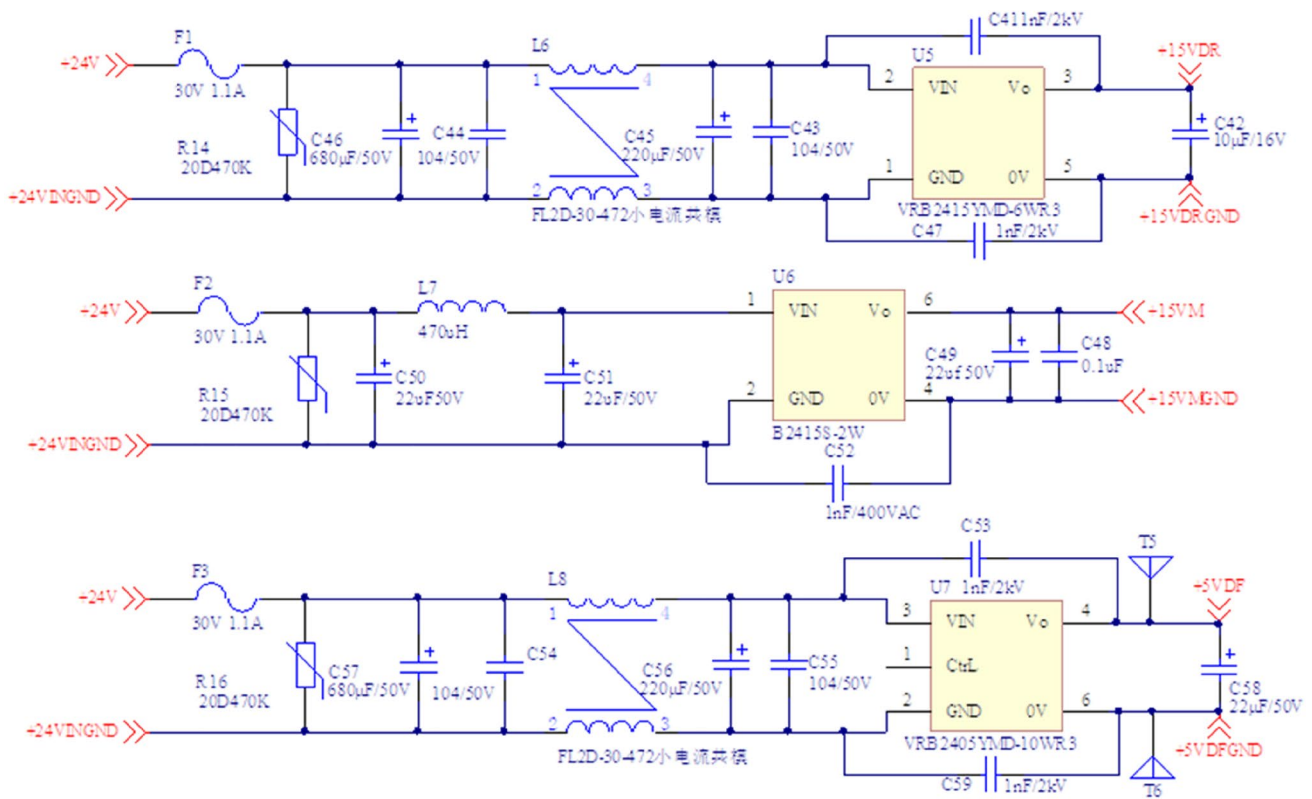 F1
+24V
30V 1.1A
R14
20D470K
+24VINGND
C46
680μF/50V
C44
104/50V
L6
1
4
2
3
FL2D-30-472小电流共模
C45
220μF/50V
C43
104/50V
C411nF/2kV
U5
2
VIN
Vo
3
1
GND
0V
5
VRB2415YMD-6WR3
C47
1nF/2kV
+15VDR
C42
10μF/16V
+15VDRGND
F2
+24V
30V 1.1A
R15
20D470K
+24VINGND
C50
22uF50V
L7
470uH
C51
22uF/50V
U6
1
VIN
Vo
6
2
GND
0V
4
B2415S-2W
C52
1nF/400VAC
C49
22uf50V
C48
0.1uF
+15VM
+15VMGND
F3
+24V
30V 1.1A
R16
20D470K
+24VINGND
C57
680μF/50V
C54
104/50V
L8
1
4
2
3
FL2D-30-472小电流共模
C56
220μF/50V
C55
104/50V
C53
1nF/2kV
U7
3
VIN
Vo
4
1
CtrL
2
GND
0V
6
VRB2405YMD-10WR3
C59
1nF/2kV
T5
+5VDF
C58
22μF/50V
+5VDFGND
T6